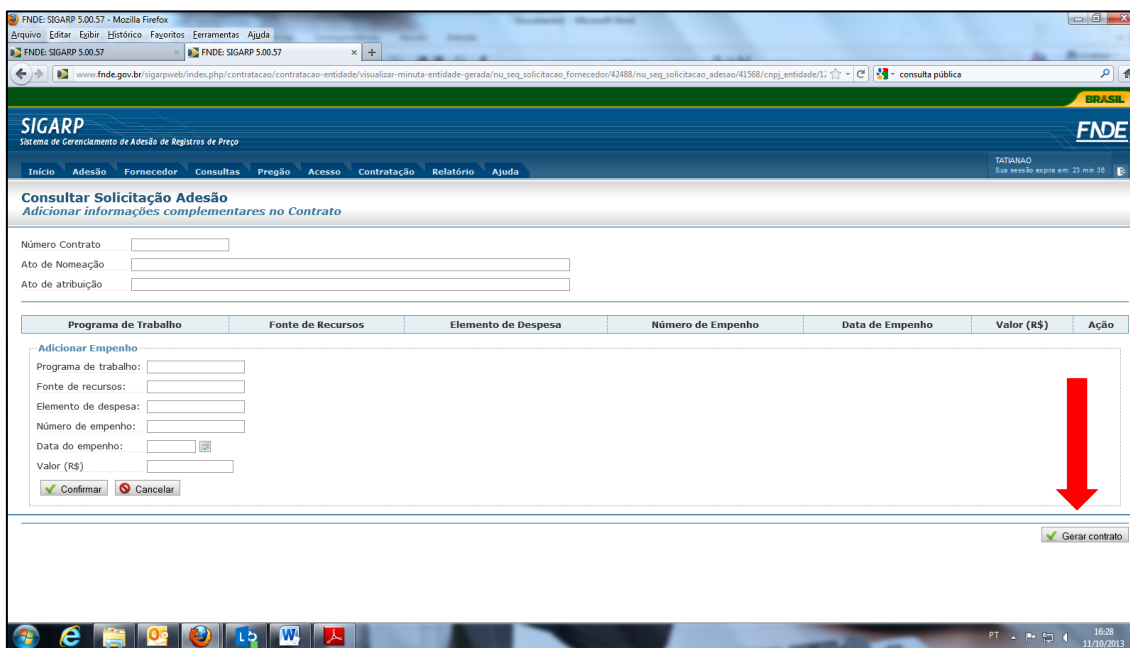 FNDE: SIGARP 5.00.57 - Mozilla Firefox
Arquivo Editar Exibir Histórico Favoritos Ferramentas Ajuda
FNDE: SIGARP 5.00.57 × FNDE: SIGARP 5.00.57 × +
www.fnde.gov.br/sigarpweb/index.php/contratacao/contratacao-entidade/visualizar-minuta-entidade-gerada/nu_seq_solicitacao_fornecedor/42488/nu_seq_solicitacao_adesao/41568/cnpj_entidade/1 consulta pública
BRASIL
SIGARP
Sistema de Gerenciamento de Adesão de Registros de Preço
FNDE
Início Adesão Fornecedor Consultas Pregão Acesso Contratação Relatório Ajuda
TATIANAO
Sua sessão expira em: 23 min 36
Consultar Solicitação Adesão
Adicionar informações complementares no Contrato
Número Contrato
Ato de Nomeação
Ato de atribuição
Programa de Trabalho Fonte de Recursos Elemento de Despesa Número de Empenho Data de Empenho Valor (R$) Ação
Adicionar Empenho
Programa de trabalho:
Fonte de recursos:
Elemento de despesa:
Número de empenho:
Data do empenho:
Valor (R$)
Confirmar Cancelar
Gerar contrato
PT 16:28
11/10/2013